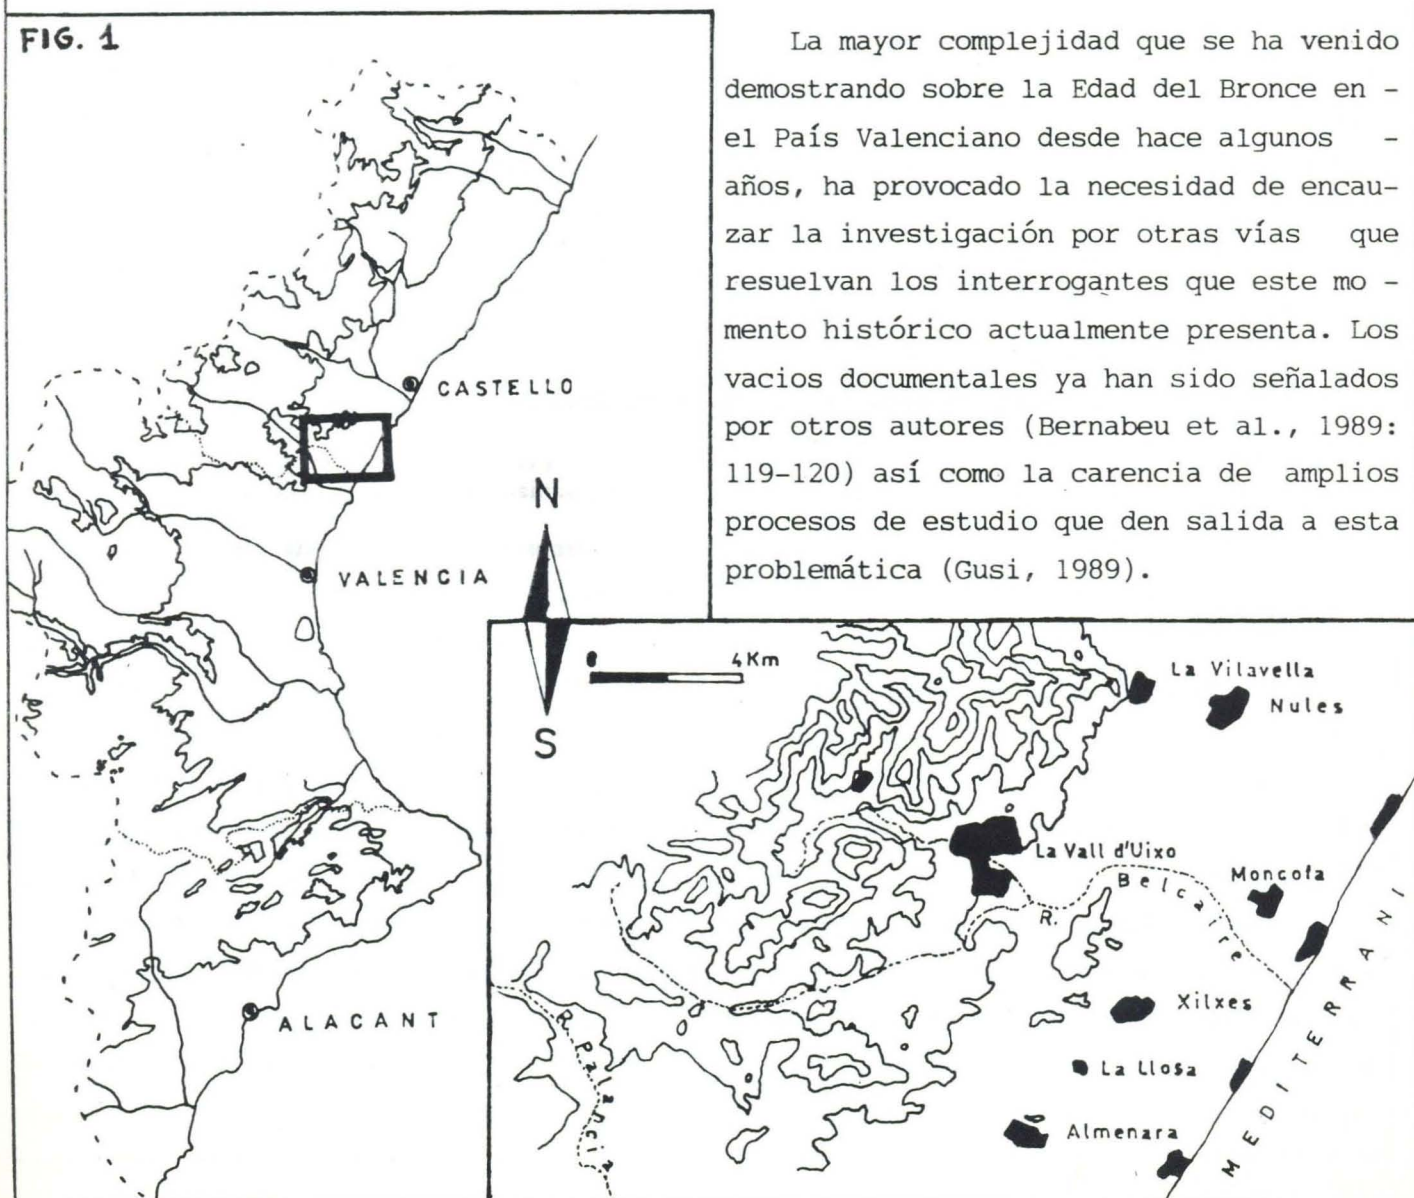 FIG. 1
La mayor complejidad que se ha venido
demostrando sobre la Edad del Bronce en -
el País Valenciano desde hace algunos -
años, ha provocado la necesidad de encau-
zar la investigación por otras vías que
resuelvan los interrogantes que este mo -
mento histórico actualmente presenta. Los
vacios documentales ya han sido señalados
por otros autores (Bernabeu et al., 1989:
119-120) así como la carencia de amplios
procesos de estudio que den salida a esta
problemática (Gusi, 1989).
CASTELLO
VALENCIA
ALACANT
N
S
0 4Km
La Vilavella
Nules
La Vall d'Uixo
R. Belcaire
Moncofa
Xilxes
La Llosa
Almenara
R. Palancia
MEDITERRANI